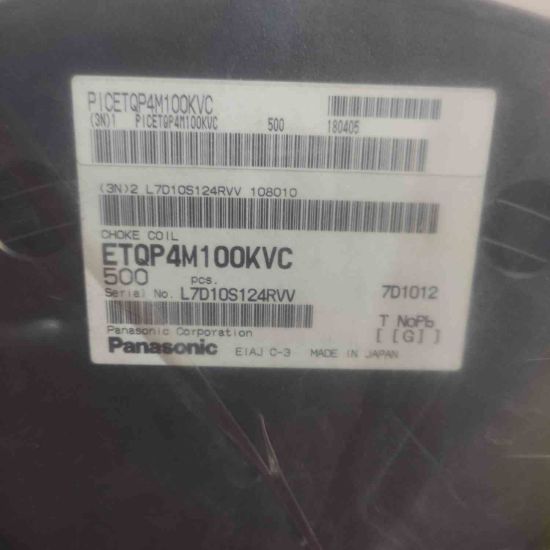 PICETQP4M100KVC
(3N)1 PICETQP4M100KVC 500 180405
(3N)2 L7D10S124RVV 108010
CHOKE COIL
ETQP4M100KVC
500 pcs.
Serial No. L7D10S124RVV 7D1012
T NoPb
[ [G] ]
Panasonic Corporation
Panasonic EIAJ C-3 MADE IN JAPAN